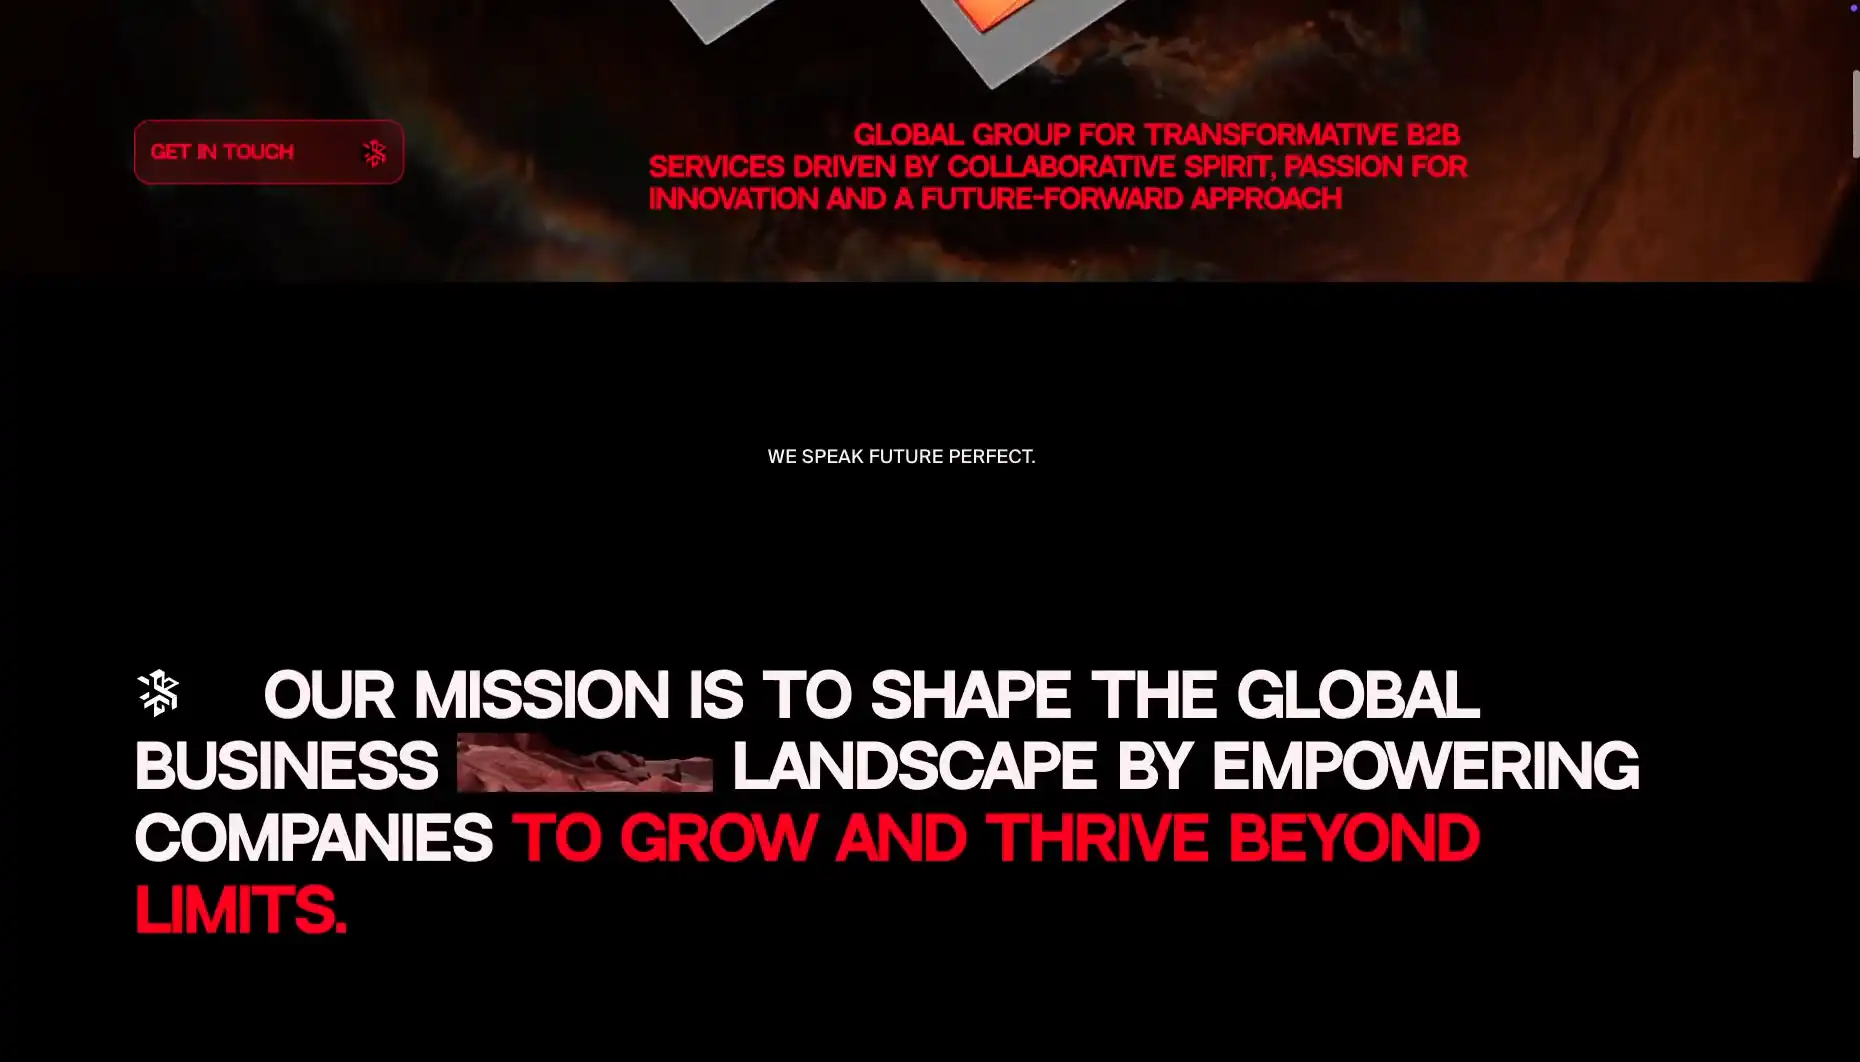 GET IN TOUCH
GLOBAL GROUP FOR TRANSFORMATIVE B2B
SERVICES DRIVEN BY COLLABORATIVE SPIRIT, PASSION FOR
INNOVATION AND A FUTURE-FORWARD APPROACH
WE SPEAK FUTURE PERFECT.
OUR MISSION IS TO SHAPE THE GLOBAL
BUSINESS LANDSCAPE BY EMPOWERING
COMPANIES TO GROW AND THRIVE BEYOND
LIMITS.